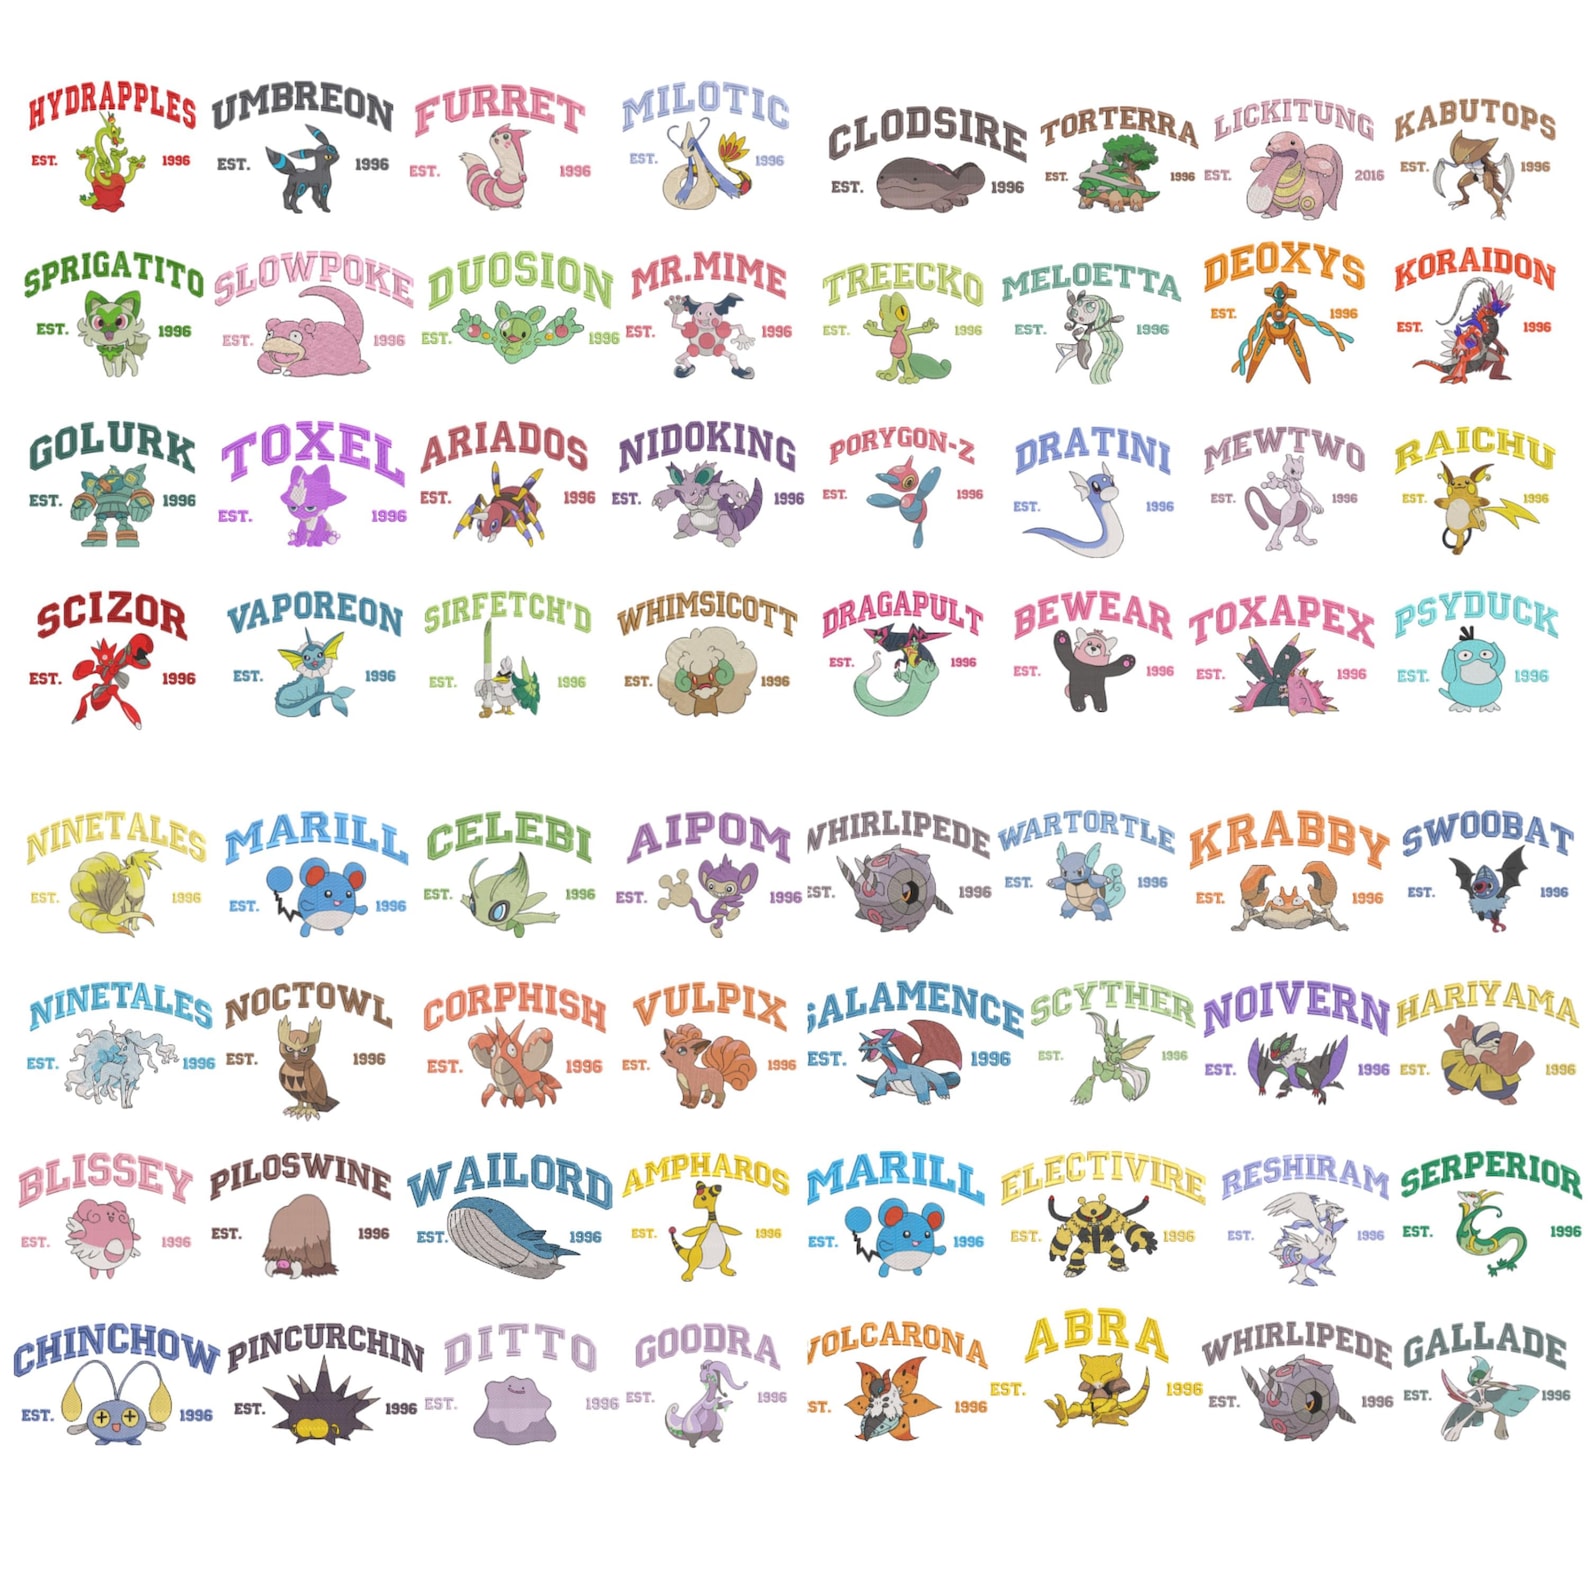 HYDRAPPLES
EST. 1996
UMBREON
EST. 1996
FURRET
EST. 1996
MILOTIC
EST. 1996
CLODSIRE
EST. 1996
TORTERRA
EST. 1996
LICKITUNG
EST. 2016
KABUTOPS
EST. 1996
SPRIGATITO
EST. 1996
SLOWPOKE
EST. 1996
DUOSION
EST. 1996
MR.MIME
EST. 1996
TREECKO
EST. 1996
MELOETTA
EST. 1996
DEOXYS
EST. 1996
KORAIDON
EST. 1996
GOLURK
EST. 1996
TOXEL
EST. 1996
ARIADOS
EST. 1996
NIDOKING
EST. 1996
PORYGON-Z
EST. 1996
DRATINI
EST. 1996
MEWTWO
EST. 1996
RAICHU
EST. 1996
SCIZOR
EST. 1996
VAPOREON
EST. 1996
SIRFETCH'D
EST. 1996
WHIMSICOTT
EST. 1996
DRAGAPULT
EST. 1996
BEWEAR
EST. 1996
TOXAPEX
EST. 1996
PSYDUCK
EST. 1996
NINETALES
EST. 1996
MARILL
EST. 1996
CELEBI
EST. 1996
AIPOM
EST. 1996
WHIRLIPEDE
EST. 1996
WARTORTLE
EST. 1996
KRABBY
EST. 1996
SWOOBAT
EST. 1996
NINETALES
EST. 1996
NOCTOWL
EST. 1996
CORPHISH
EST. 1996
VULPIX
EST. 1996
SALAMENCE
EST. 1996
SCYTHER
EST. 1996
NOIVERN
EST. 1996
HARIYAMA
EST. 1996
BLISSEY
EST. 1996
PILOSWINE
EST. 1996
WAILORD
EST. 1996
AMPHAROS
EST. 1996
MARILL
EST. 1996
ELECTIVIRE
EST. 1996
RESHIRAM
EST. 1996
SERPERIOR
EST. 1996
CHINCHOW
EST. 1996
PINCURCHIN
EST. 1996
DITTO
EST. 1996
GOODRA
EST. 1996
VOLCARONA
ST. 1996
ABRA
EST. 1996
WHIRLIPEDE
EST. 1996
GALLADE
EST. 1996